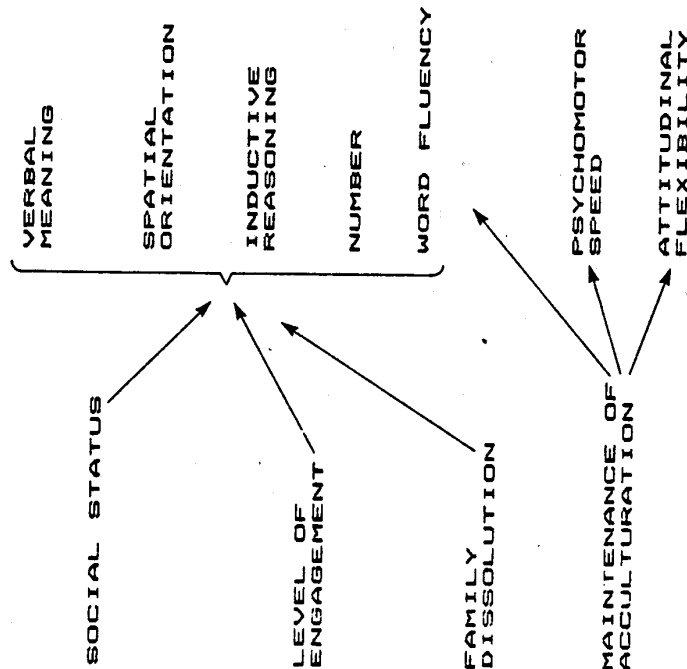 SOCIAL STATUS
LEVEL OF
ENGAGEMENT
FAMILY
DISSOLUTION
MAINTENANCE OF
ACCULTURATION
VERBAL
MEANING
SPATIAL
ORIENTATION
INDUCTIVE
REASONING
NUMBER
WORD FLUENCY
PSYCHOMOTOR
SPEED
ATTITUDINAL
FLEXIBILITY